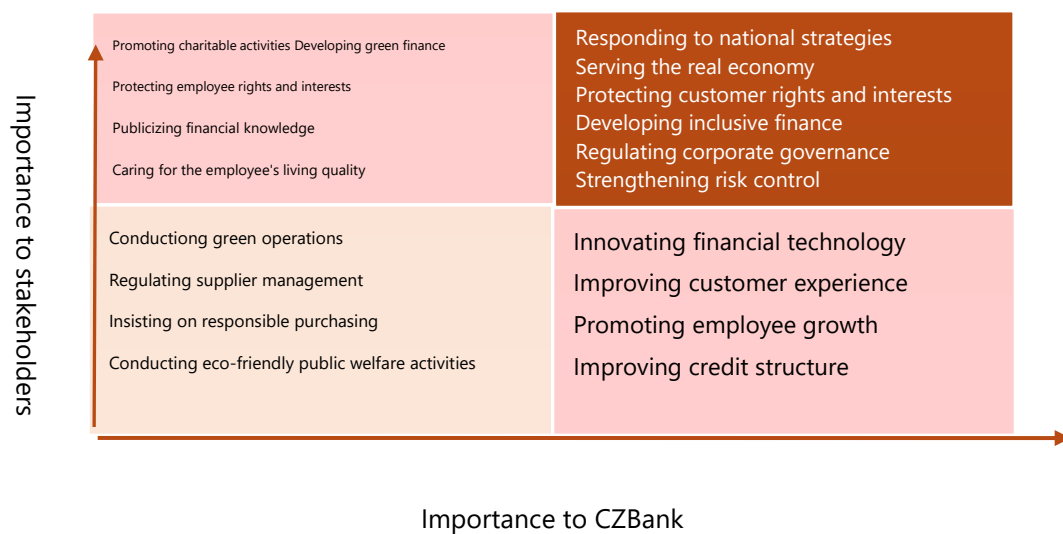 Importance to stakeholders
Promoting charitable activities Developing green finance
Protecting employee rights and interests
Publicizing financial knowledge
Caring for the employee's living quality
Responding to national strategies
Serving the real economy
Protecting customer rights and interests
Developing inclusive finance
Regulating corporate governance
Strengthening risk control
Conductiong green operations
Regulating supplier management
Insisting on responsible purchasing
Conducting eco-friendly public welfare activities
Innovating financial technology
Improving customer experience
Promoting employee growth
Improving credit structure
Importance to CZBank